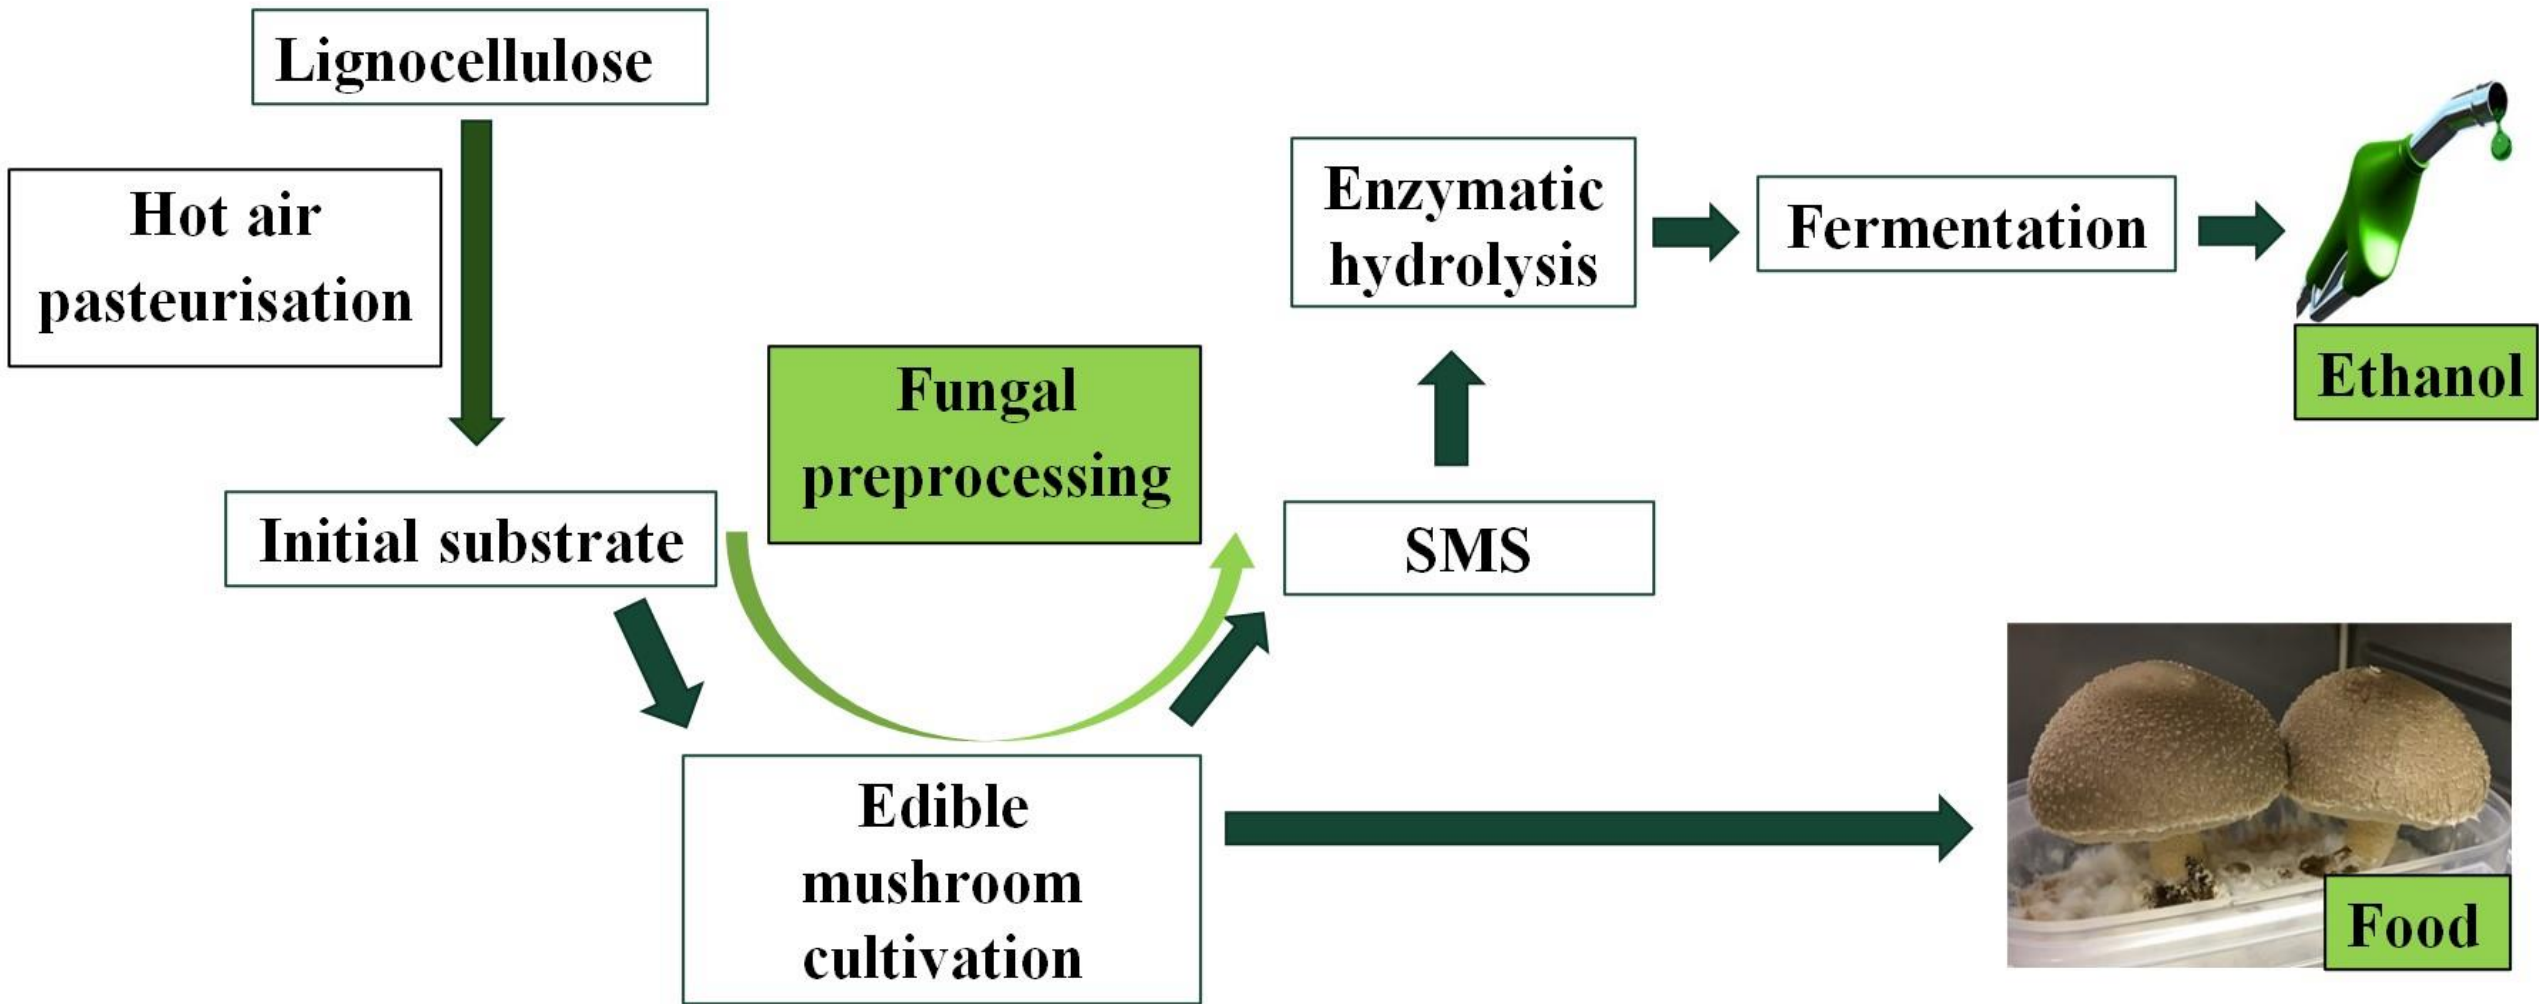 Lignocellulose
Hot air
pasteurisation
Initial substrate
Fungal
preprocessing
Edible
mushroom
cultivation
SMS
Enzymatic
hydrolysis
Fermentation
Ethanol
Food